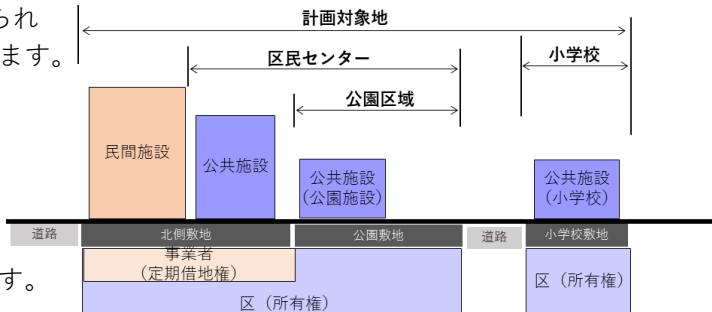 られ
ます。
計画対象地
区民センター
小学校
公園区域
民間施設
公共施設
公共施設
(公園施設)
公共施設
(小学校)
道路
北側敷地
公園敷地
道路
小学校敷地
事業者
(定期借地権)
す。
区（所有権）
区（所有権）